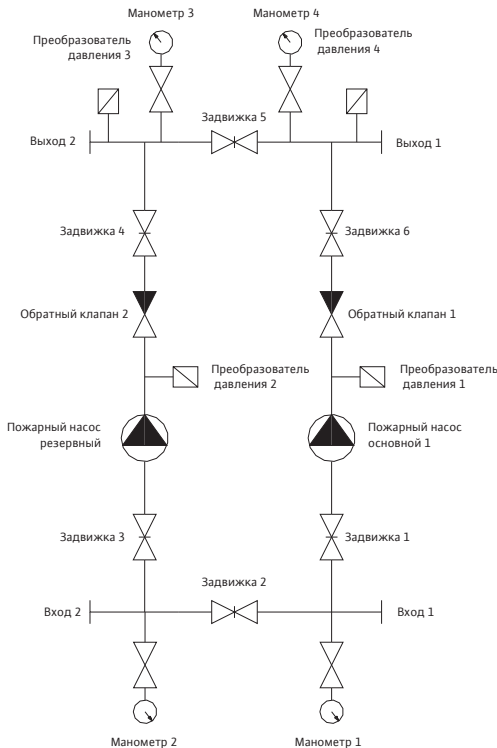 Манометр 3
Манометр 4
Преобразователь
давления 3
Преобразователь
давления 4
Задвижка 5
Выход 2
Выход 1
Задвижка 4
Задвижка 6
Обратный клапан 2
Обратный клапан 1
Преобразователь
давления 2
Преобразователь
давления 1
Пожарный насос
резервный
Пожарный насос
основной 1
Задвижка 3
Задвижка 1
Задвижка 2
Вход 2
Вход 1
Манометр 2
Манометр 1